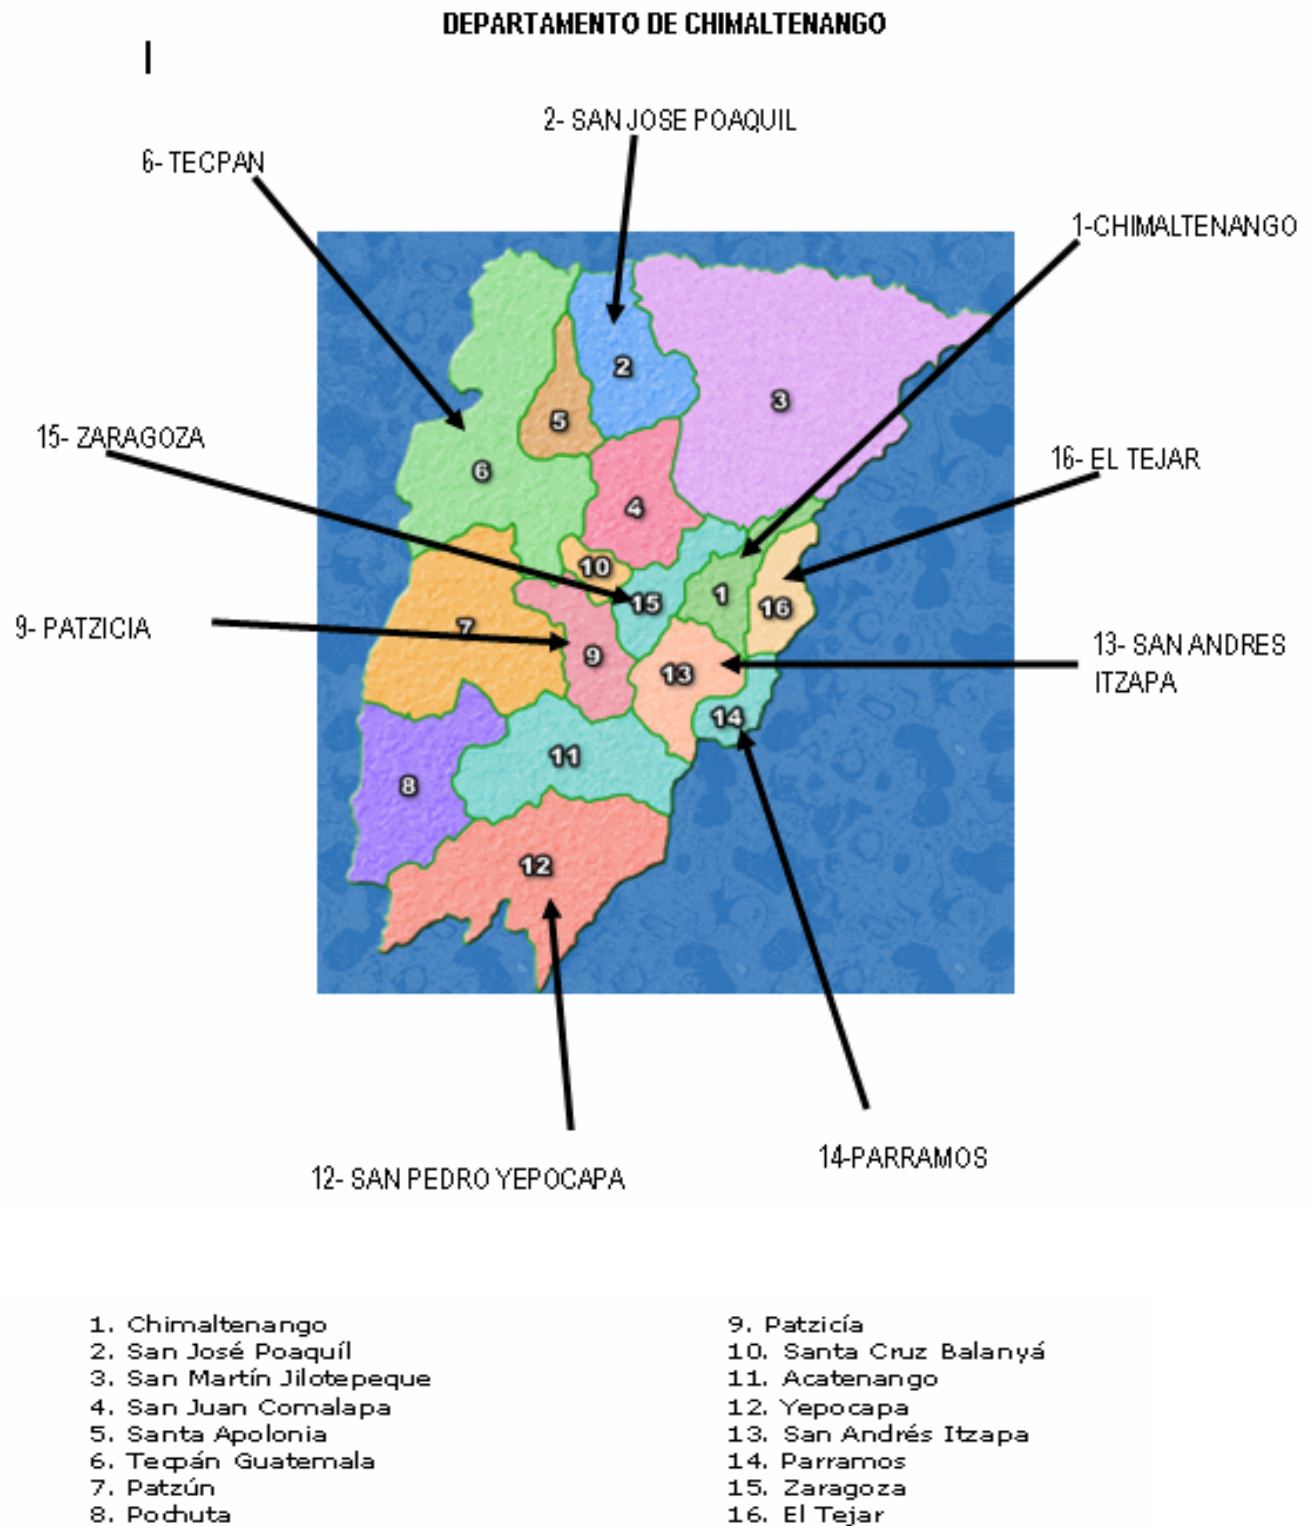 DEPARTAMENTO DE CHIMALTENANGO
2- SAN JOSE POAQUIL
6- TECPAN
1-CHIMALTENANGO
2
3
5
15- ZARAGOZA
16- EL TEJAR
6
4
10
1
15
16
9- PATZICIA
7
9
13
13- SAN ANDRES
ITZAPA
14
11
8
12
14-PARRAMOS
12- SAN PEDRO YEPOCAPA
1. Chimaltenango
2. San José Poaquíl
3. San Martín Jilotepeque
4. San Juan Comalapa
5. Santa Apolonia
6. Tecpán Guatemala
7. Patzún
8. Pochuta
9. Patzicía
10. Santa Cruz Balanyá
11. Acatenango
12. Yepocapa
13. San Andrés Itzapa
14. Parramos
15. Zaragoza
16. El Tejar